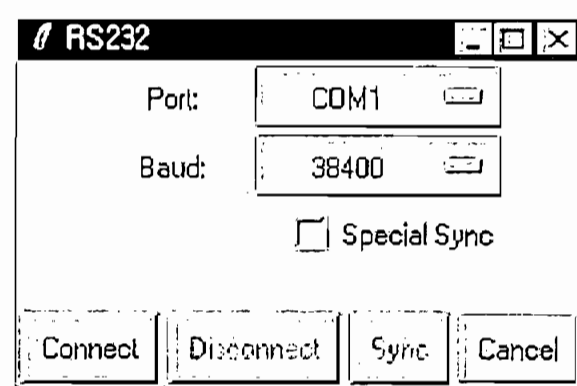 RS232
Port: COM1
Baud: 38400
Special Sync
Connect Disconnect Sync Cancel